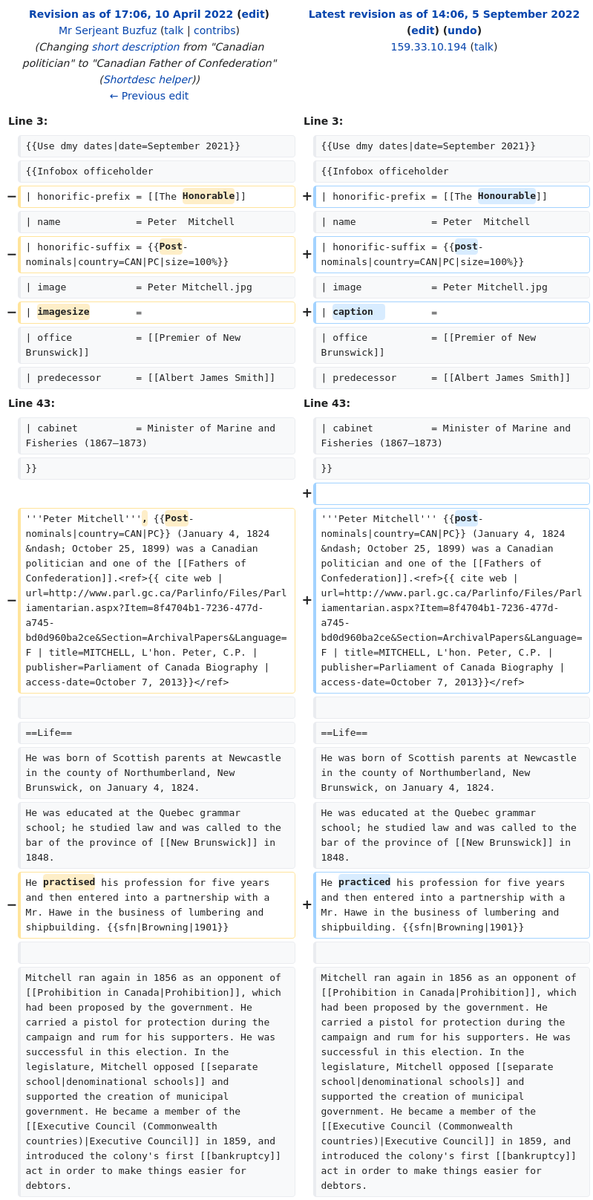 Revision as of 17:06, 10 April 2022 (edit)
Mr Serjeant Buzfuz (talk | contribs)
(Changing short description from "Canadian
politician" to "Canadian Father of Confederation"
(Shortdesc helper))
← Previous edit
Latest revision as of 14:06, 5 September 2022
(edit) (undo)
159.33.10.194 (talk)
Line 3:
Line 3:
{{Use dmy dates|date=September 2021}}
{{Use dmy dates|date=September 2021}}
{{Infobox officeholder
{{Infobox officeholder
− | honorific-prefix = [[The Honorable]]
+ | honorific-prefix = [[The Honourable]]
| name = Peter Mitchell
| name = Peter Mitchell
− | honorific-suffix = {{Post-
nominals|country=CAN|PC|size=100%}}
+ | honorific-suffix = {{post-
nominals|country=CAN|PC|size=100%}}
| image = Peter Mitchell.jpg
| image = Peter Mitchell.jpg
− | imagesize =
+ | caption =
| office = [[Premier of New
Brunswick]]
| office = [[Premier of New
Brunswick]]
| predecessor = [[Albert James Smith]]
| predecessor = [[Albert James Smith]]
Line 43:
Line 43:
| cabinet = Minister of Marine and
Fisheries (1867–1873)
| cabinet = Minister of Marine and
Fisheries (1867–1873)
}}
}}
+
− '''Peter Mitchell''', {{Post-
nominals|country=CAN|PC}} (January 4, 1824
&ndash; October 25, 1899) was a Canadian
politician and one of the [[Fathers of
Confederation]].<ref>{{ cite web |
url=http://www.parl.gc.ca/Parlinfo/Files/Parl
iamentarian.aspx?Item=8f4704b1-7236-477d-
a745-
bd0d960ba2ce&Section=ArchivalPapers&Language=
F | title=MITCHELL, L'hon. Peter, C.P. |
publisher=Parliament of Canada Biography |
access-date=October 7, 2013}}</ref>
+ '''Peter Mitchell''' {{post-
nominals|country=CAN|PC}} (January 4, 1824
&ndash; October 25, 1899) was a Canadian
politician and one of the [[Fathers of
Confederation]].<ref>{{ cite web |
url=http://www.parl.gc.ca/Parlinfo/Files/Parl
iamentarian.aspx?Item=8f4704b1-7236-477d-
a745-
bd0d960ba2ce&Section=ArchivalPapers&Language=
F | title=MITCHELL, L'hon. Peter, C.P. |
publisher=Parliament of Canada Biography |
access-date=October 7, 2013}}</ref>
==Life==
==Life==
He was born of Scottish parents at Newcastle
in the county of Northumberland, New
Brunswick, on January 4, 1824.
He was born of Scottish parents at Newcastle
in the county of Northumberland, New
Brunswick, on January 4, 1824.
He was educated at the Quebec grammar
school; he studied law and was called to the
bar of the province of [[New Brunswick]] in
1848.
He was educated at the Quebec grammar
school; he studied law and was called to the
bar of the province of [[New Brunswick]] in
1848.
− He practised his profession for five years
and then entered into a partnership with a
Mr. Hawe in the business of lumbering and
shipbuilding. {{sfn|Browning|1901}}
+ He practiced his profession for five years
and then entered into a partnership with a
Mr. Hawe in the business of lumbering and
shipbuilding. {{sfn|Browning|1901}}
Mitchell ran again in 1856 as an opponent of
[[Prohibition in Canada|Prohibition]], which
had been proposed by the government. He
carried a pistol for protection during the
campaign and rum for his supporters. He was
successful in this election. In the
legislature, Mitchell opposed [[separate
school|denominational schools]] and
supported the creation of municipal
government. He became a member of the
[[Executive Council (Commonwealth
countries)|Executive Council]] in 1859, and
introduced the colony's first [[bankruptcy]]
act in order to make things easier for
debtors.
Mitchell ran again in 1856 as an opponent of
[[Prohibition in Canada|Prohibition]], which
had been proposed by the government. He
carried a pistol for protection during the
campaign and rum for his supporters. He was
successful in this election. In the
legislature, Mitchell opposed [[separate
school|denominational schools]] and
supported the creation of municipal
government. He became a member of the
[[Executive Council (Commonwealth
countries)|Executive Council]] in 1859, and
introduced the colony's first [[bankruptcy]]
act in order to make things easier for
debtors.